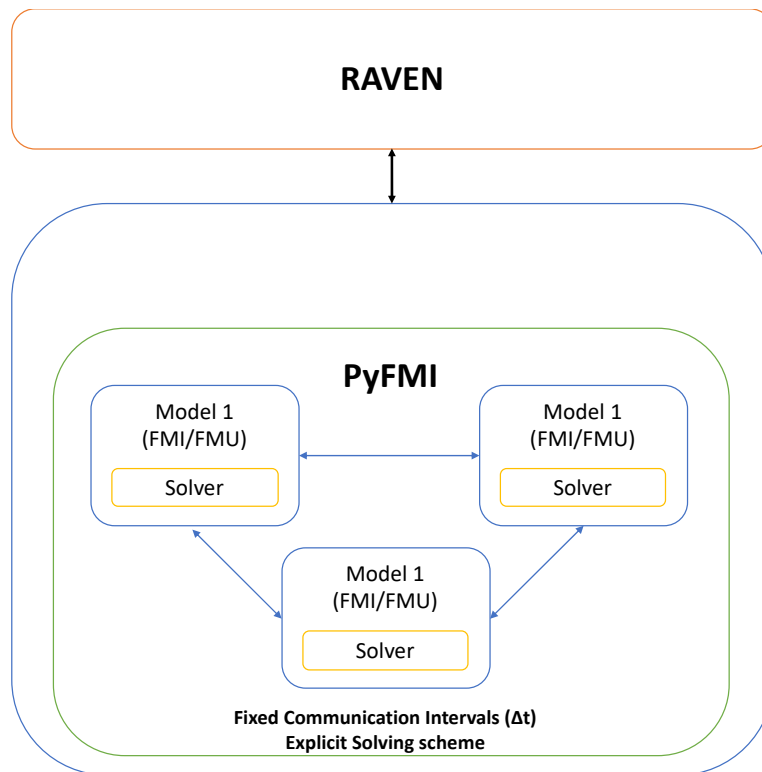 RAVEN
PyFMI
Model 1
(FMI/FMU)
Solver
Model 1
(FMI/FMU)
Solver
Model 1
(FMI/FMU)
Solver
Fixed Communication Intervals (Δt)
Explicit Solving scheme